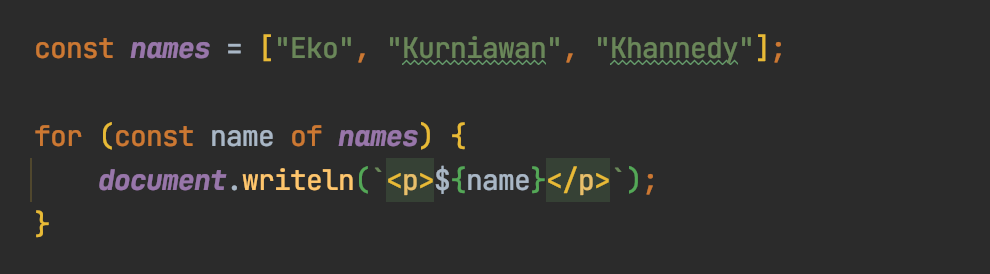 const names = ["Eko", "Kurniawan", "Khannedy"];
for (const name of names) {
    document.writeln(`<p>${name}</p>`);
}